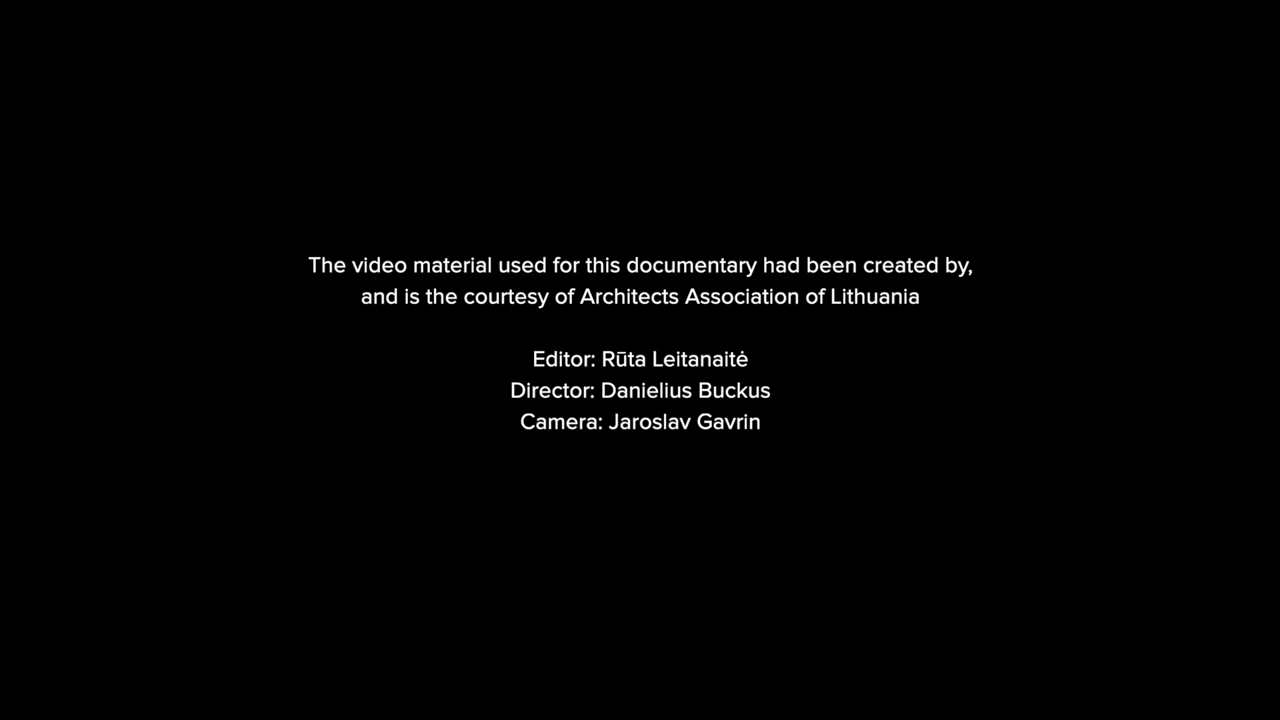 The video material used for this documentary had been created by,
and is the courtesy of Architects Association of Lithuania
Editor: Rūta Leitanaitė
Director: Danielius Buckus
Camera: Jaroslav Gavrin